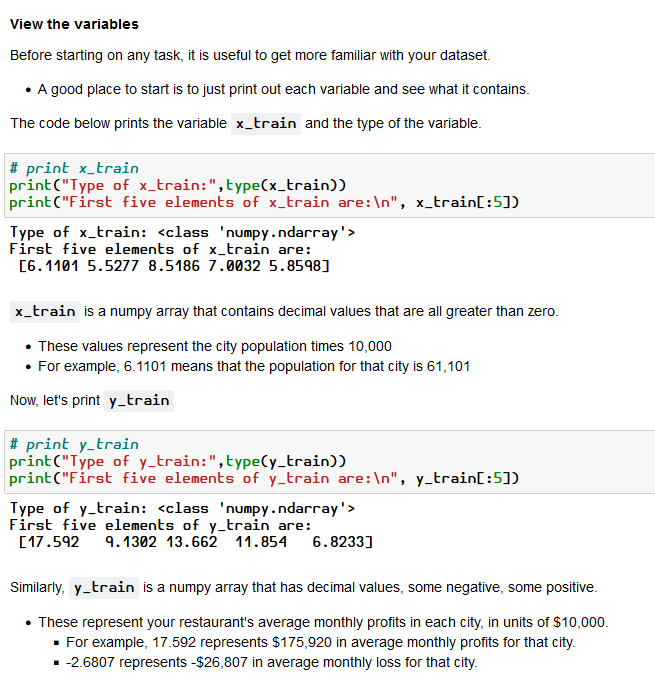 View the variables
Before starting on any task, it is useful to get more familiar with your dataset.
• A good place to start is to just print out each variable and see what it contains.
The code below prints the variable x_train and the type of the variable.
# print x_train
print("Type of x_train:",type(x_train))
print("First five elements of x_train are:\n", x_train[:5])
Type of x_train: <class 'numpy.ndarray'>
First five elements of x_train are:
[6.1101 5.5277 8.5186 7.0032 5.8598]
x_train is a numpy array that contains decimal values that are all greater than zero.
• These values represent the city population times 10,000
• For example, 6.1101 means that the population for that city is 61,101
Now, let's print y_train
# print y_train
print("Type of y_train:",type(y_train))
print("First five elements of y_train are:\n", y_train[:5])
Type of y_train: <class 'numpy.ndarray'>
First five elements of y_train are:
[17.592   9.1302 13.662  11.854   6.8233]
Similarly, y_train is a numpy array that has decimal values, some negative, some positive.
• These represent your restaurant's average monthly profits in each city, in units of $10,000.
▪ For example, 17.592 represents $175,920 in average monthly profits for that city.
▪ -2.6807 represents -$26,807 in average monthly loss for that city.